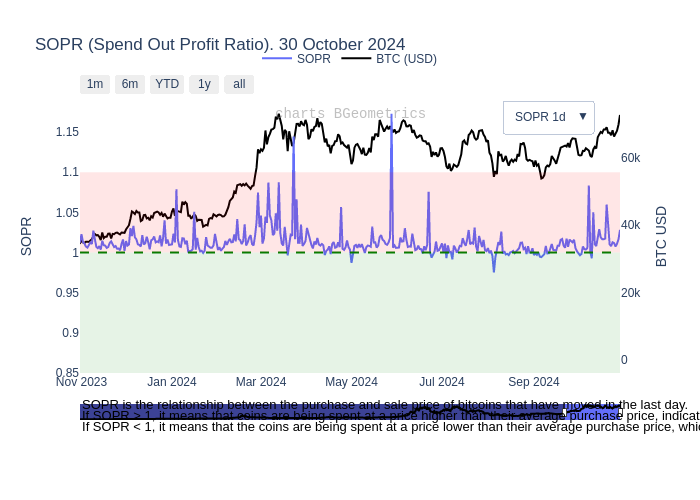 SOPR (Spend Out Profit Ratio). 30 October 2024
SOPR BTC (USD)
1m 6m YTD 1y all
charts BGeometrics
SOPR 1d ▼
1.15
1.1
1.05
1
0.95
0.9
0.85
SOPR
60k
40k
20k
0
BTC USD
Nov 2023 Jan 2024 Mar 2024 May 2024 Jul 2024 Sep 2024
SOPR is the relationship between the purchase and sale price of bitcoins that have moved in the last day.
If SOPR > 1, it means that coins are being spent at a price higher than their average purchase price, indicat
If SOPR < 1, it means that the coins are being spent at a price lower than their average purchase price, whic